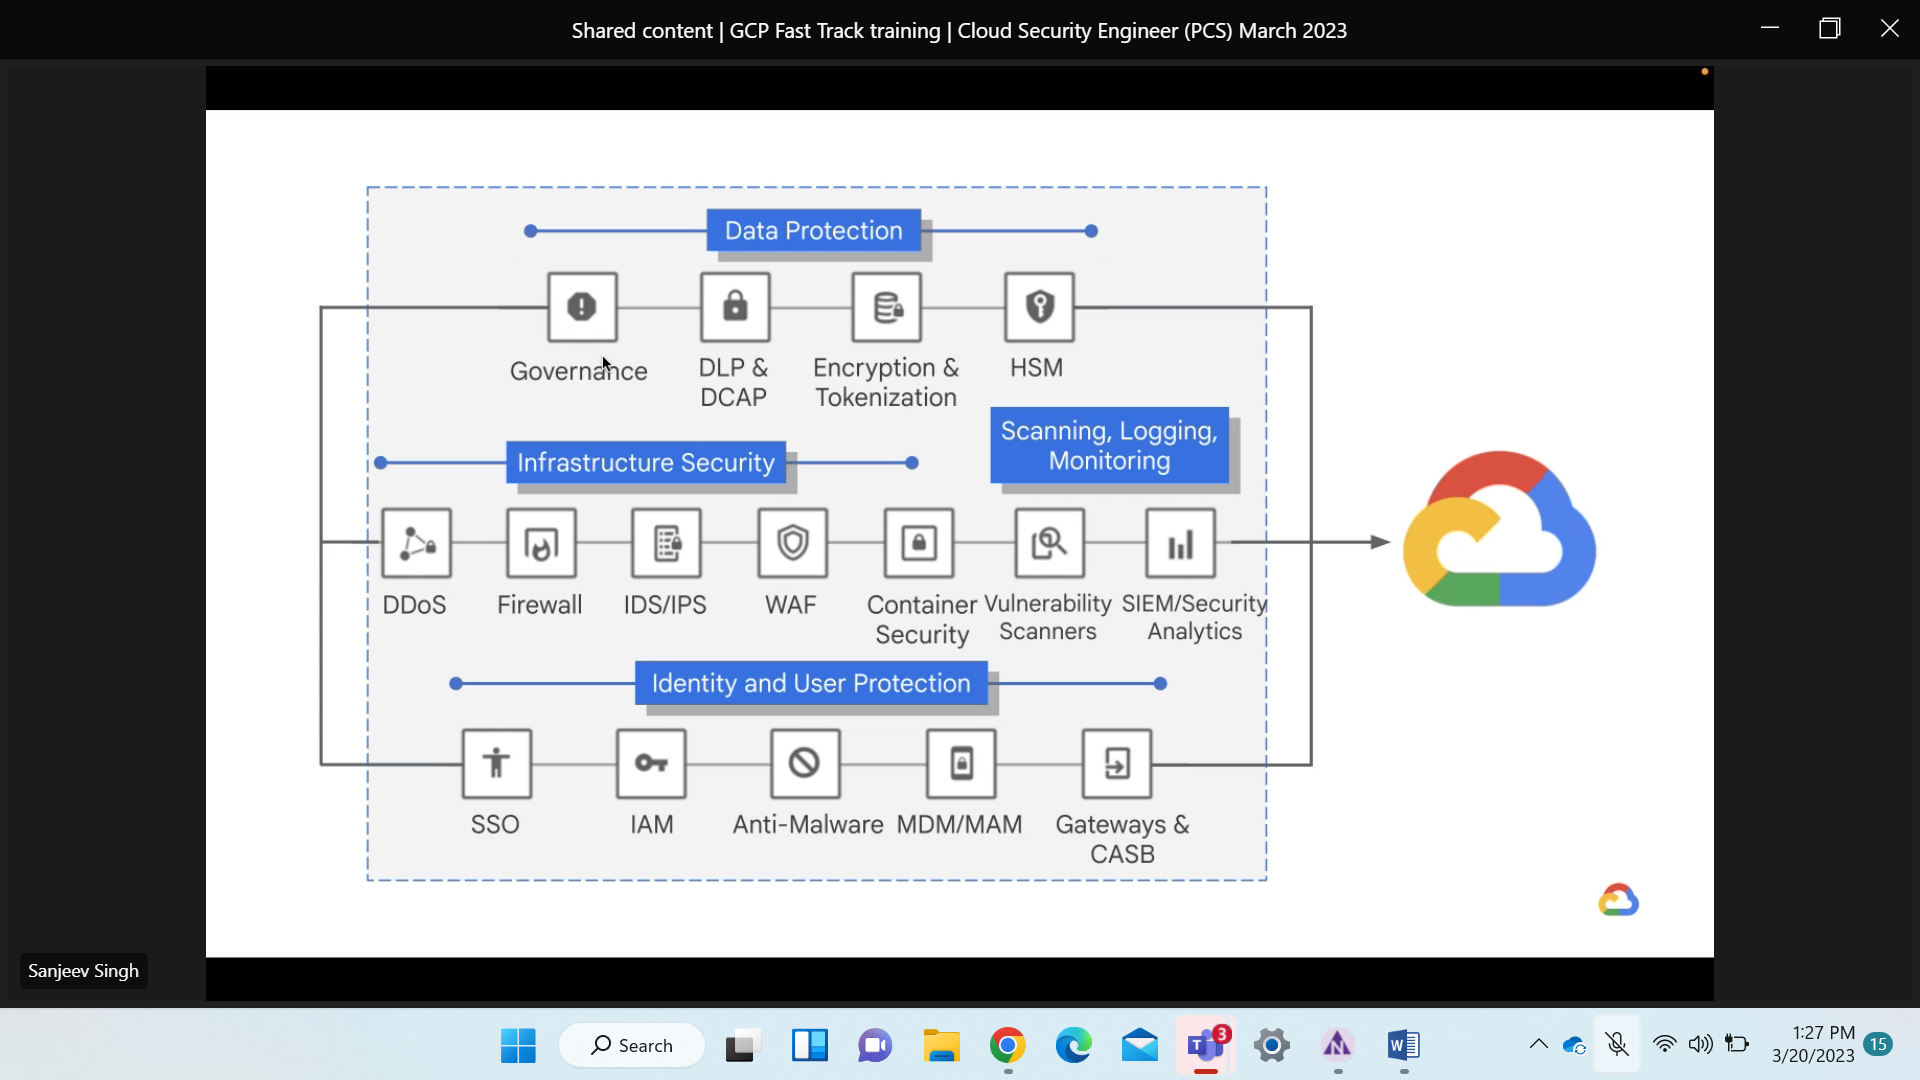 Shared content | GCP Fast Track training | Cloud Security Engineer (PCS) March 2023
Data Protection
Governance
DLP &
DCAP
Encryption &
Tokenization
HSM
Infrastructure Security
Scanning, Logging,
Monitoring
DDoS
Firewall
IDS/IPS
WAF
Container
Security
Vulnerability
Scanners
SIEM/Security
Analytics
Identity and User Protection
SSO
IAM
Anti-Malware
MDM/MAM
Gateways &
CASB
Sanjeev Singh
Search
3
1:27 PM
3/20/2023
15